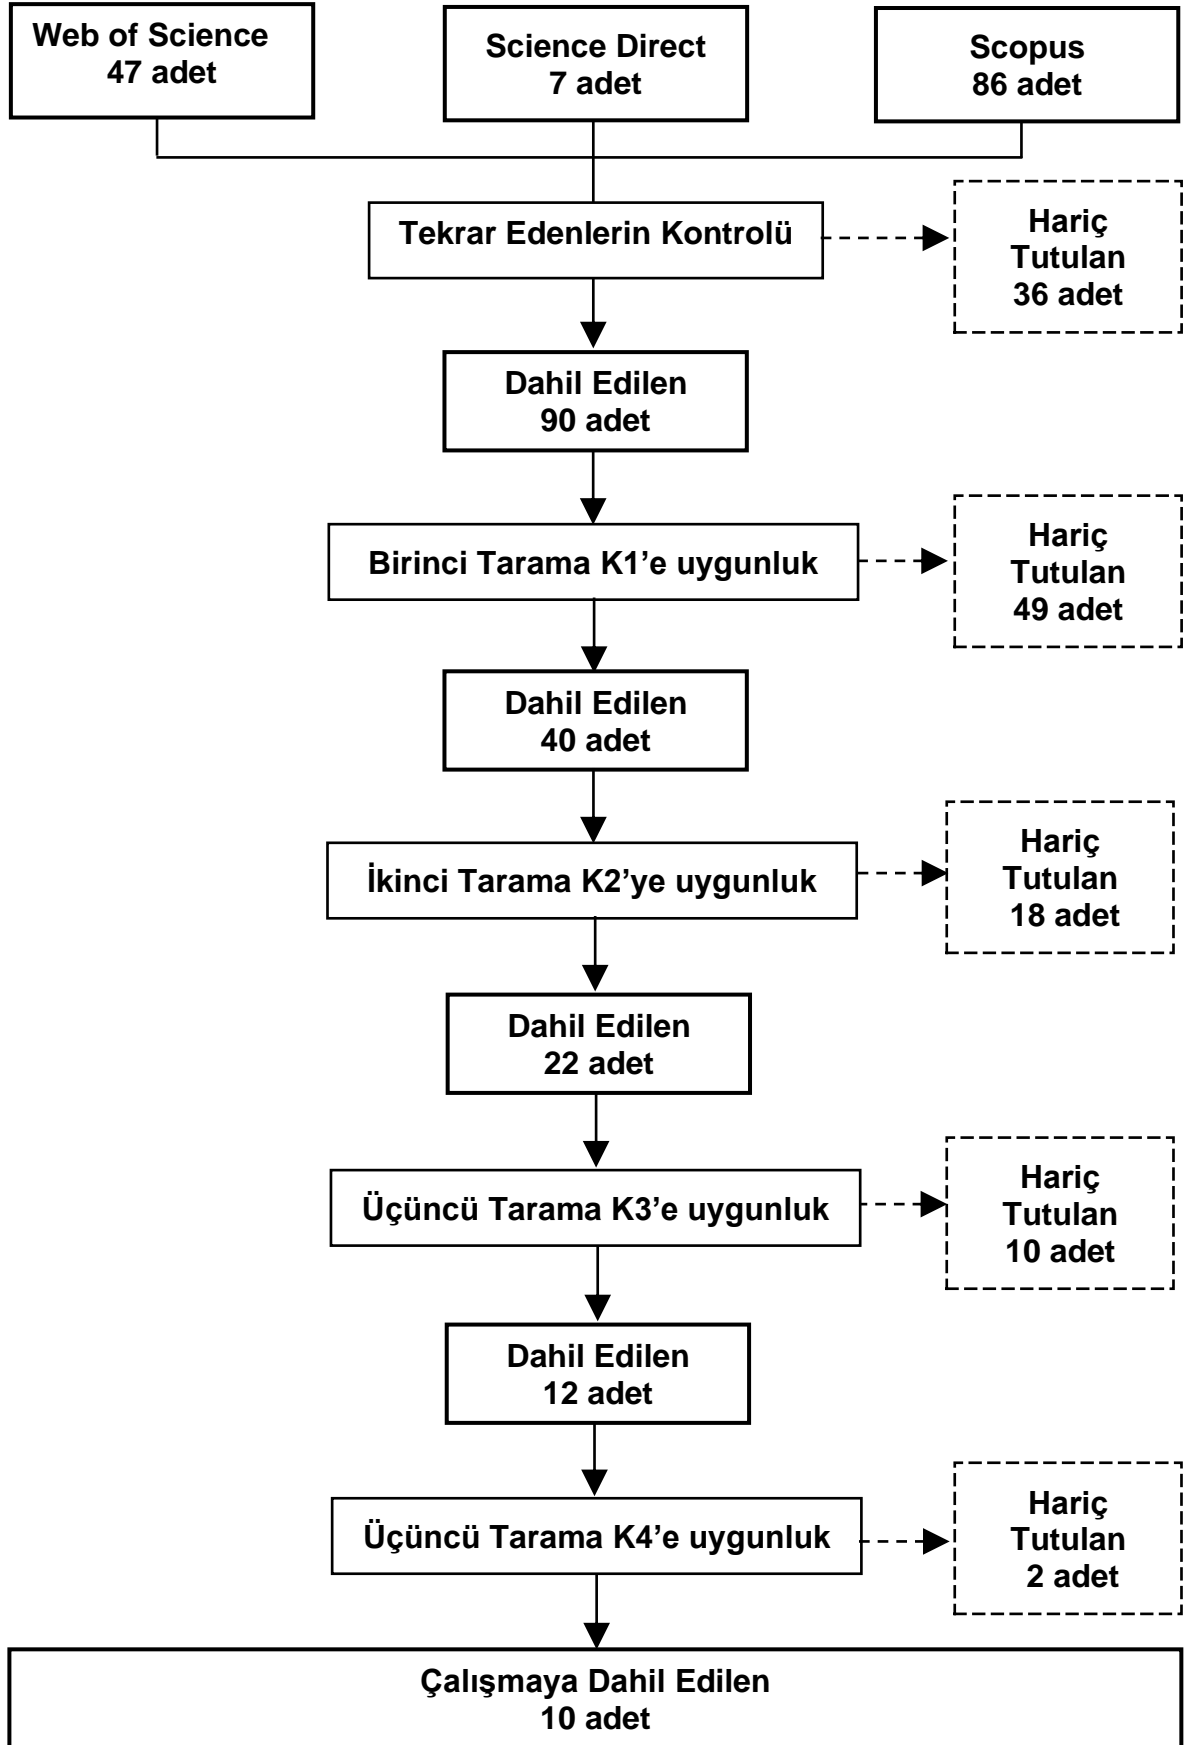 Web of Science
47 adet
Science Direct
7 adet
Scopus
86 adet
Tekrar Edenlerin Kontrolü
Hariç
Tutulan
36 adet
Dahil Edilen
90 adet
Birinci Tarama K1’e uygunluk
Hariç
Tutulan
49 adet
Dahil Edilen
40 adet
İkinci Tarama K2’ye uygunluk
Hariç
Tutulan
18 adet
Dahil Edilen
22 adet
Üçüncü Tarama K3’e uygunluk
Hariç
Tutulan
10 adet
Dahil Edilen
12 adet
Üçüncü Tarama K4’e uygunluk
Hariç
Tutulan
2 adet
Çalışmaya Dahil Edilen
10 adet